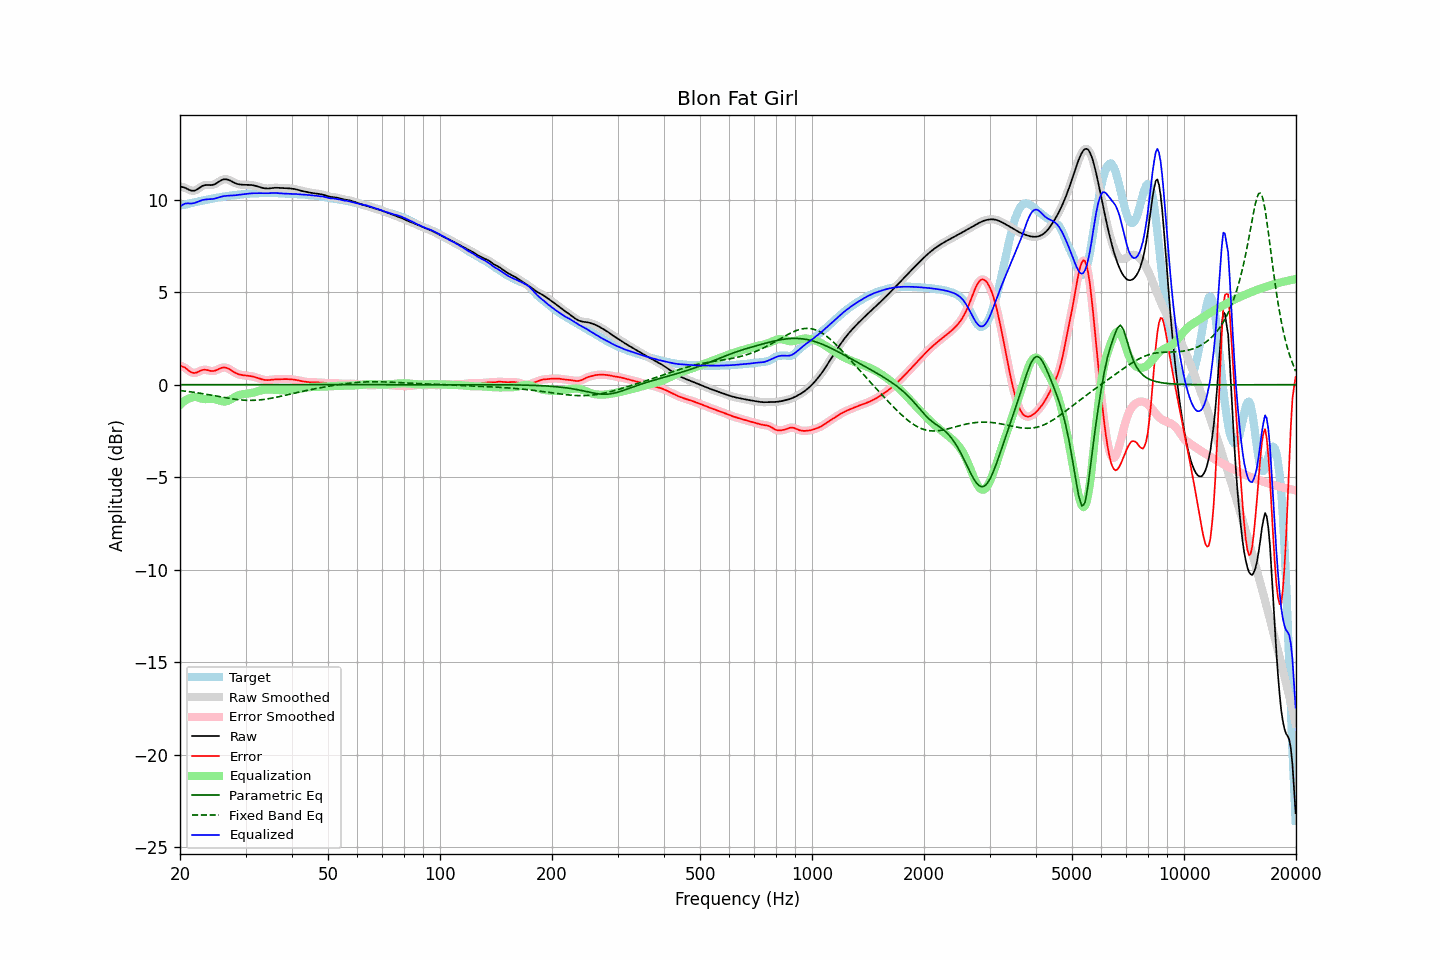 Blon Fat Girl
Amplitude (dBr)
10
5
0
−5
−10
−15
−20
−25
Target
Raw Smoothed
Error Smoothed
Raw
Error
Equalization
Parametric Eq
Fixed Band Eq
Equalized
20 50 100 200 500 1000 2000 5000 10000 20000
Frequency (Hz)